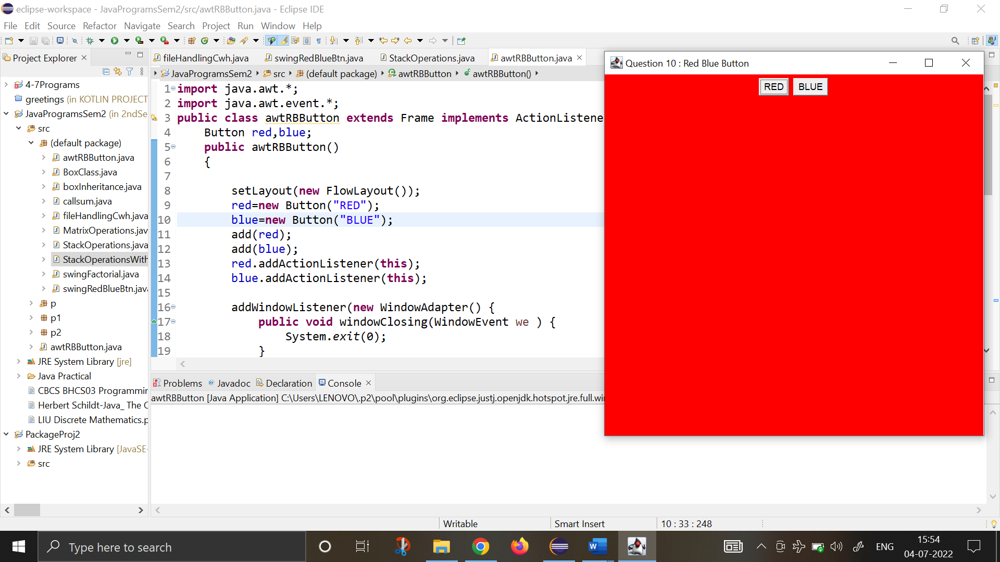 eclipse-workspace - JavaProgramsSem2/src/awtRBButton.java - Eclipse IDE
File Edit Source Refactor Navigate Search Project Run Window Help
Project Explorer
4-7Programs
greetings (in KOTLIN PROJECT
JavaProgramsSem2 (in 2ndSe
src
(default package)
awtRBButton.java
BoxClass.java
boxInheritance.java
callsum.java
fileHandlingCwh.java
MatrixOperations.jav
StackOperations.java
StackOperationsWith
swingFactorial.java
swingRedBlueBtn.java
p
p1
p2
awtRBButton.java
JRE System Library [jre]
Java Practical
CBCS BHCS03 Programmin
Herbert Schildt-Java_ The C
LIU Discrete Mathematics.p
PackageProj2
JRE System Library [JavaSE-
src
fileHandlingCwh.java swingRedBlueBtn.java StackOperations.java awtRBButton.java
JavaProgramsSem2 src (default package) awtRBButton awtRBButton()
1 import java.awt.*;
2 import java.awt.event.*;
3 public class awtRBButton extends Frame implements ActionListene
4 Button red,blue;
5 public awtRBButton()
6 {
7
8 setLayout(new FlowLayout());
9 red=new Button("RED");
10 blue=new Button("BLUE");
11 add(red);
12 add(blue);
13 red.addActionListener(this);
14 blue.addActionListener(this);
15
16 addWindowListener(new WindowAdapter() {
17 public void windowClosing(WindowEvent we ) {
18 System.exit(0);
19 }
Problems @ Javadoc Declaration Console
awtRBButton [Java Application] C:\Users\LENOVO\.p2\pool\plugins\org.eclipse.justj.openjdk.hotspot.jre.full.wi
Question 10 : Red Blue Button
RED BLUE
Writable Smart Insert 10 : 33 : 248
Type here to search
ENG
15:54
04-07-2022